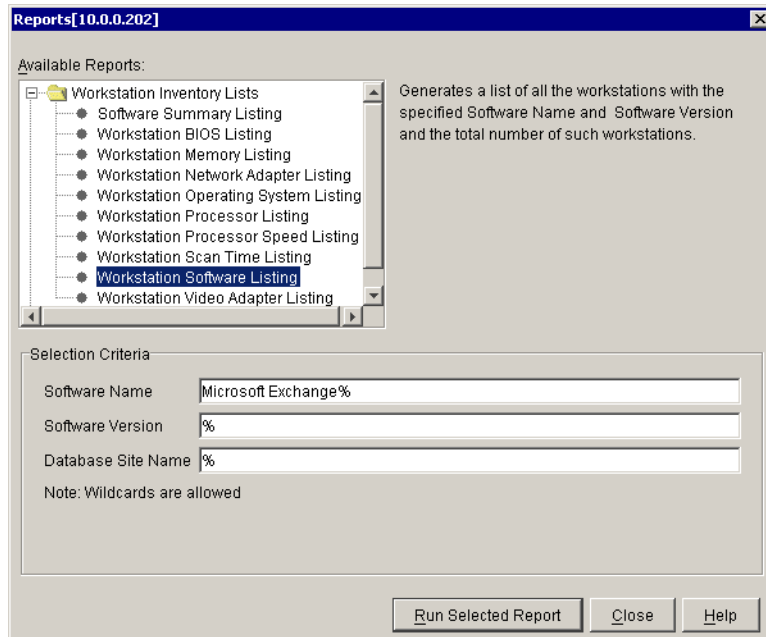 Reports[10.0.0.202]
Available Reports:
Workstation Inventory Lists
Software Summary Listing
Workstation BIOS Listing
Workstation Memory Listing
Workstation Network Adapter Listing
Workstation Operating System Listing
Workstation Processor Listing
Workstation Processor Speed Listing
Workstation Scan Time Listing
Workstation Software Listing
Workstation Video Adapter Listing
Generates a list of all the workstations with the
specified Software Name and Software Version
and the total number of such workstations.
Selection Criteria
Software Name Microsoft Exchange%
Software Version %
Database Site Name %
Note: Wildcards are allowed
Run Selected Report Close Help